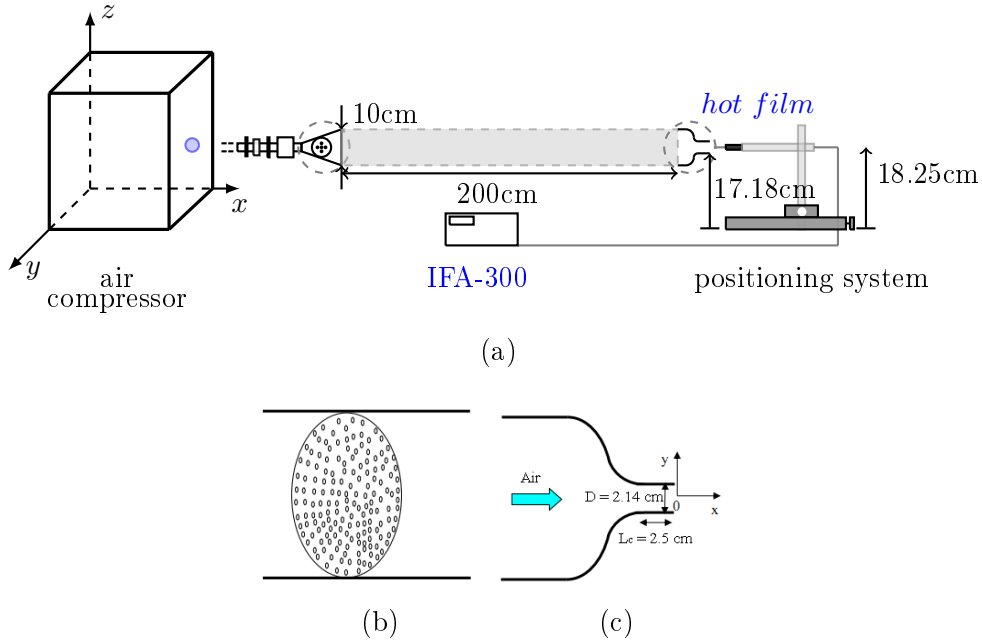 z
10cm
hot film
x
200cm
17.18cm
18.25cm
y
air
compressor
IFA-300
positioning system
(a)
Air
y
D = 2.14 cm
0
x
Lc = 2.5 cm
(b)
(c)